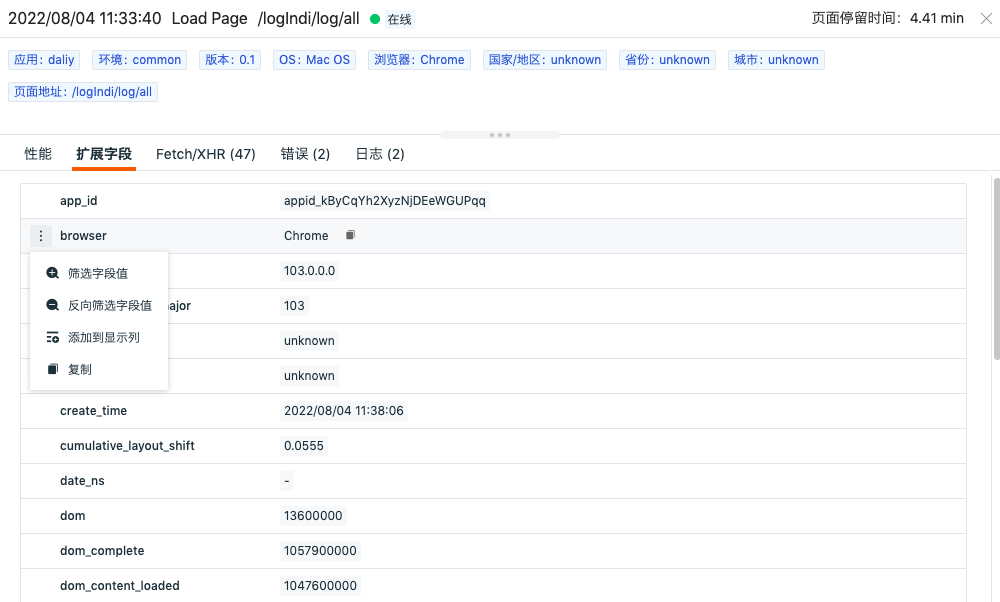 2022/08/04 11:33:40 Load Page /logIndi/log/all 在线 页面停留时间：4.41 min
应用：daliy 环境：common 版本：0.1 OS：Mac OS 浏览器：Chrome 国家/地区：unknown 省份：unknown 城市：unknown
页面地址：/logIndi/log/all
性能 扩展字段 Fetch/XHR (47) 错误 (2) 日志 (2)
app_id appid_kByCqYh2XyzNjDEeWGUPqq
browser Chrome
筛选字段值 103.0.0.0
反向筛选字段值 ajor 103
添加到显示列 unknown
复制 unknown
create_time 2022/08/04 11:38:06
cumulative_layout_shift 0.0555
date_ns -
dom 13600000
dom_complete 1057900000
dom_content_loaded 1047600000